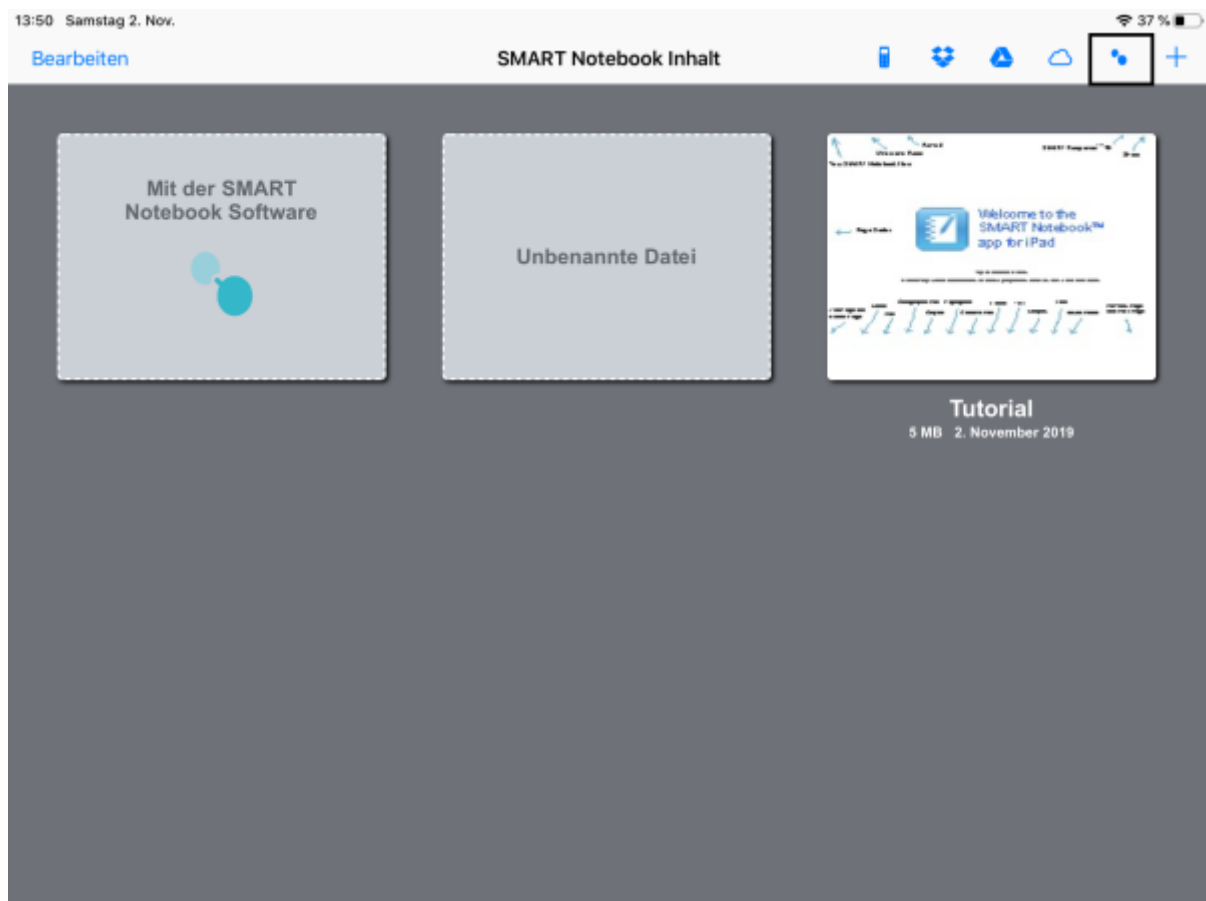 13:50 Samstag 2. Nov.
37 %
Bearbeiten
SMART Notebook Inhalt
Mit der SMART
Notebook Software
Unbenannte Datei
Welcome to the
SMART Notebook™
app for iPad
Tutorial
5 MB 2. November 2019